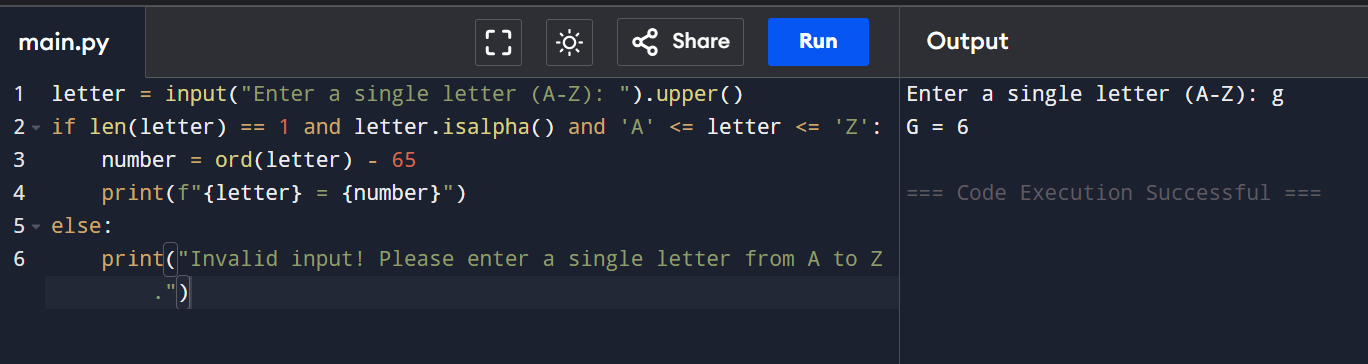 main.py
Share
Run
Output
1 letter = input("Enter a single letter (A-Z): ").upper()
2 if len(letter) == 1 and letter.isalpha() and 'A' <= letter <= 'Z':
3     number = ord(letter) - 65
4     print(f"{letter} = {number}")
5 else:
6     print("Invalid input! Please enter a single letter from A to Z
.")
Enter a single letter (A-Z): g
G = 6
=== Code Execution Successful ===